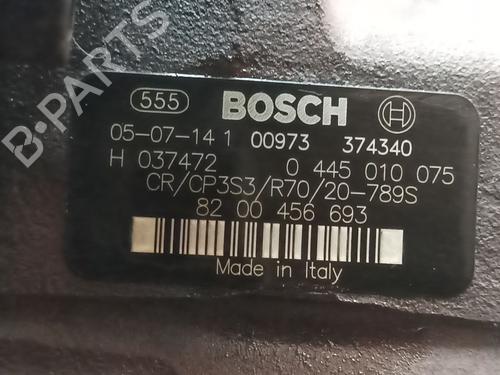 B-PARTS
555 BOSCH
05-07-14 1 00973 374340
H 037472 0 445 010 075
CR/CP3S3/R70/20-789S
82 00 456 693
Made in Italy